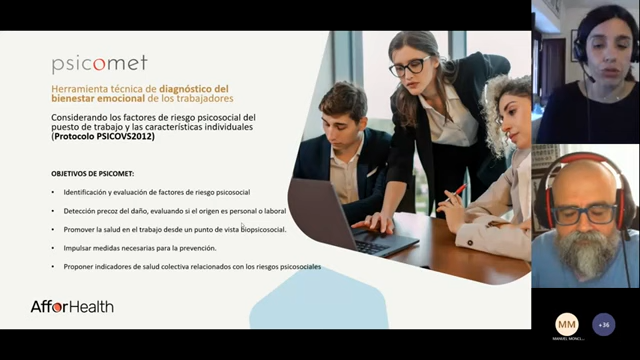 psicomet
Herramienta técnica de diagnóstico del
bienestar emocional de los trabajadores
Considerando los factores de riesgo psicosocial del
puesto de trabajo y las características individuales
(Protocolo PSICOVS2012)
OBJETIVOS DE PSICOMET:
• Identificación y evaluación de factores de riesgo psicosocial
• Detección precoz del daño, evaluando si el origen es personal o laboral
• Promover la salud en el trabajo desde un punto de vista biopsicosocial.
• Impulsar medidas necesarias para la prevención.
• Proponer indicadores de salud colectiva relacionados con los riesgos psicosociales
AfforHealth
MM
+36
MANUEL